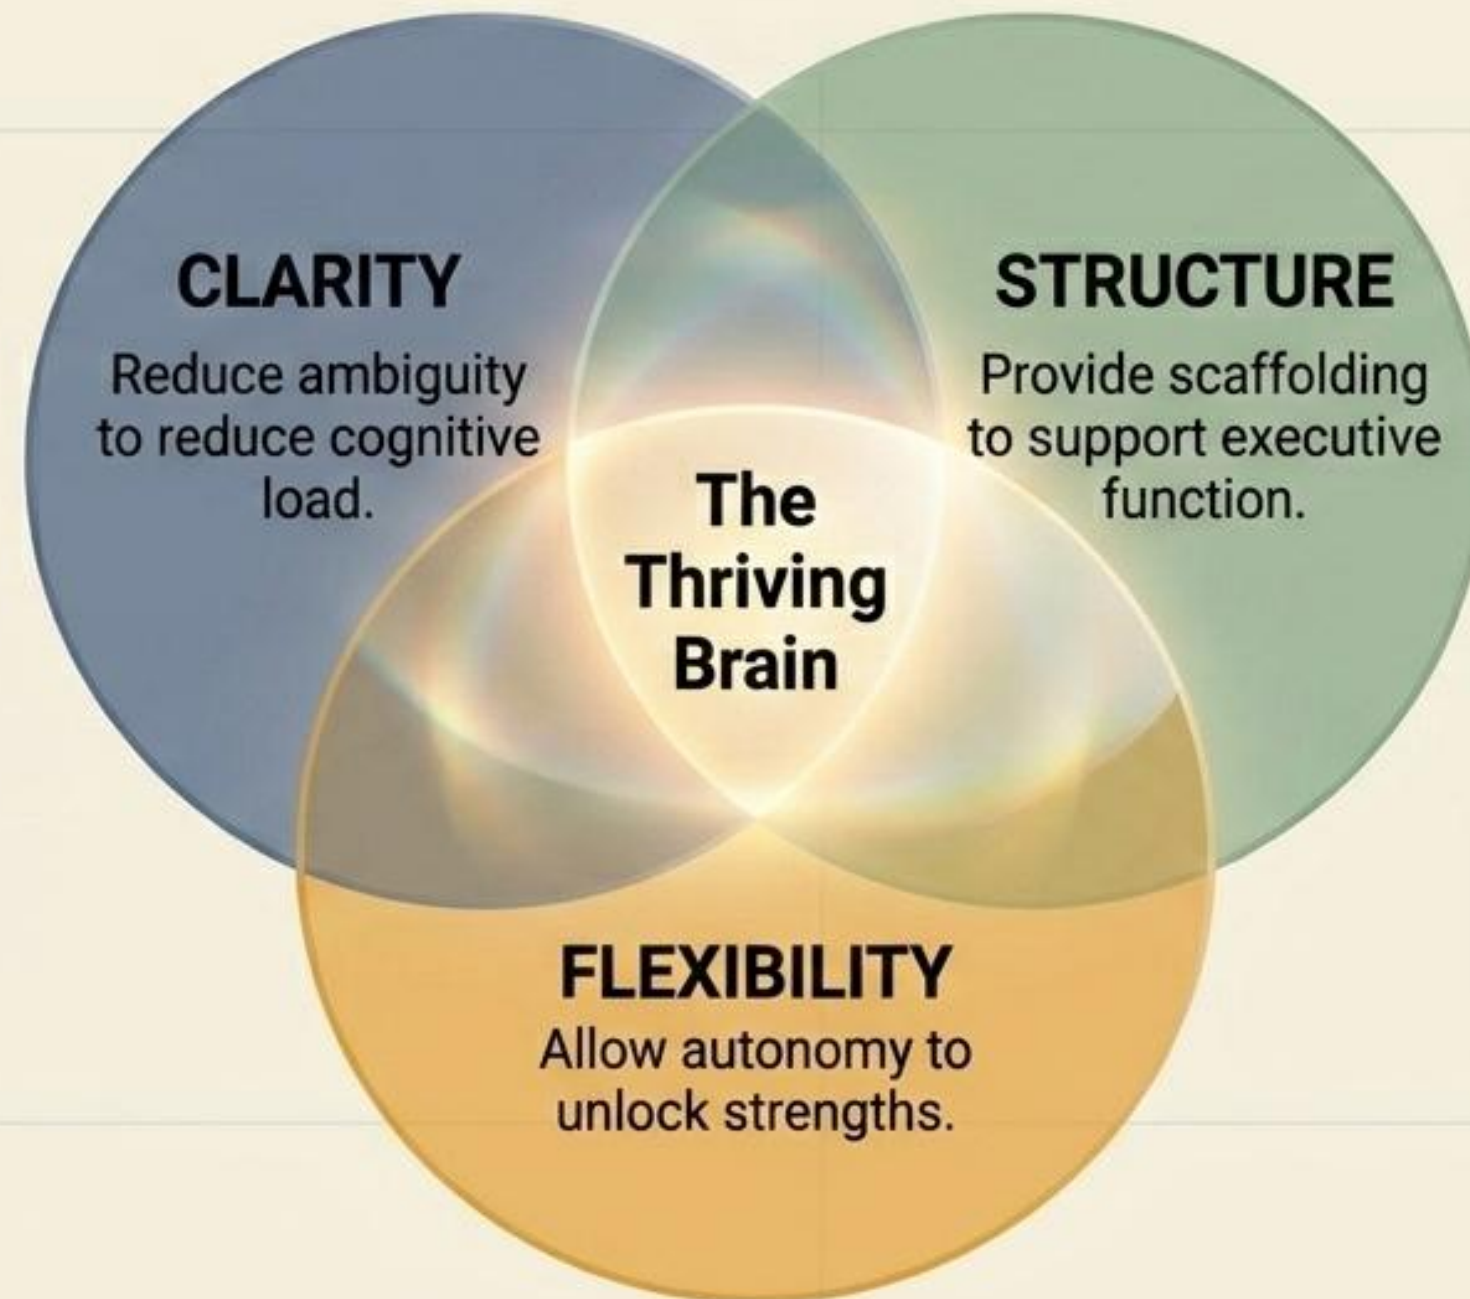 CLARITY
Reduce ambiguity
to reduce cognitive
load.
STRUCTURE
Provide scaffolding
to support executive
function.
The
Thriving
Brain
FLEXIBILITY
Allow autonomy to
unlock strengths.